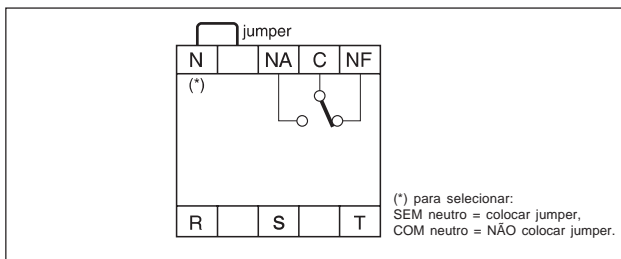 jumper
N NA C NF
(*)
R S T
(*) para selecionar:
SEM neutro = colocar jumper,
COM neutro = NÃO colocar jumper.